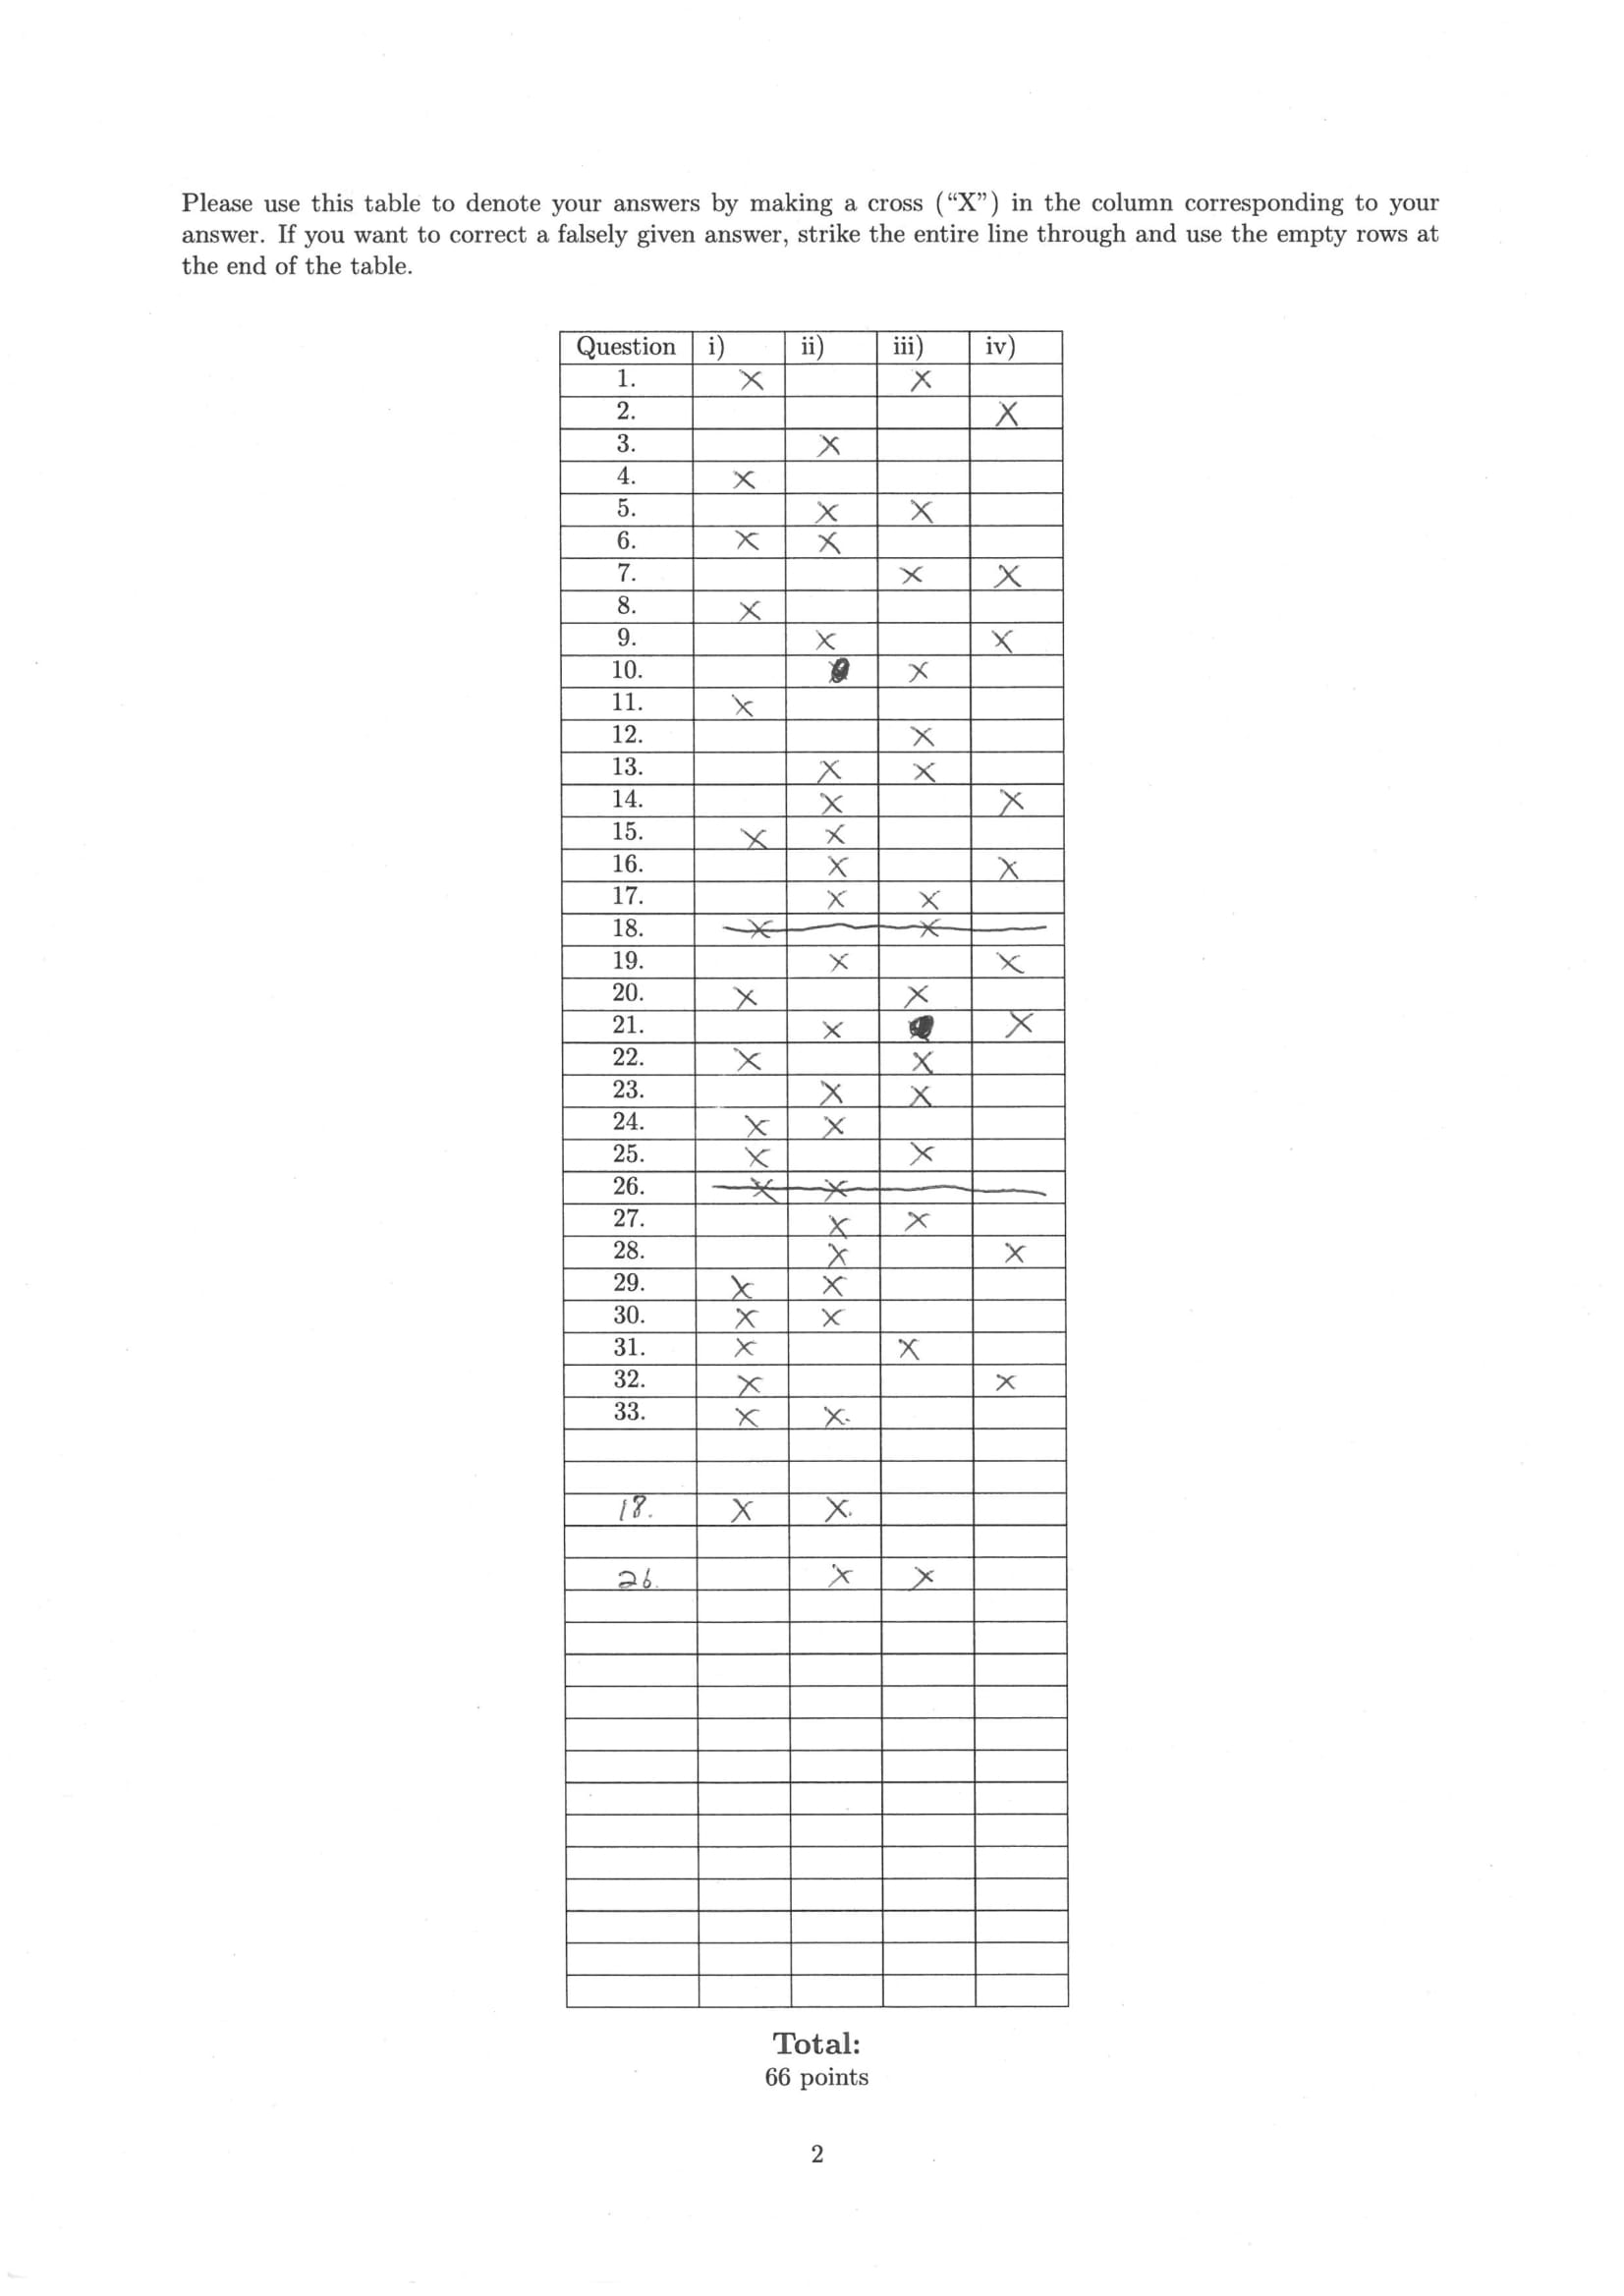 Please use this table to denote your answers by making a cross (“X”) in the column corresponding to your
answer. If you want to correct a falsely given answer, strike the entire line through and use the empty rows at
the end of the table.
Question i) ii) iii) iv)
1. X X
2. X
3. X
4. X
5. X X
6. X X
7. X X
8. X
9. X X
10. X
11. X
12. X
13. X X
14. X X
15. X X
16. X X
17. X X
18. X X
19. X X
20. X X
21. X X
22. X X
23. X X
24. X X
25. X X
26. X X
27. X X
28. X X
29. X X
30. X X
31. X X
32. X X
33. X X.
18. X X.
26. X X
Total:
66 points
2